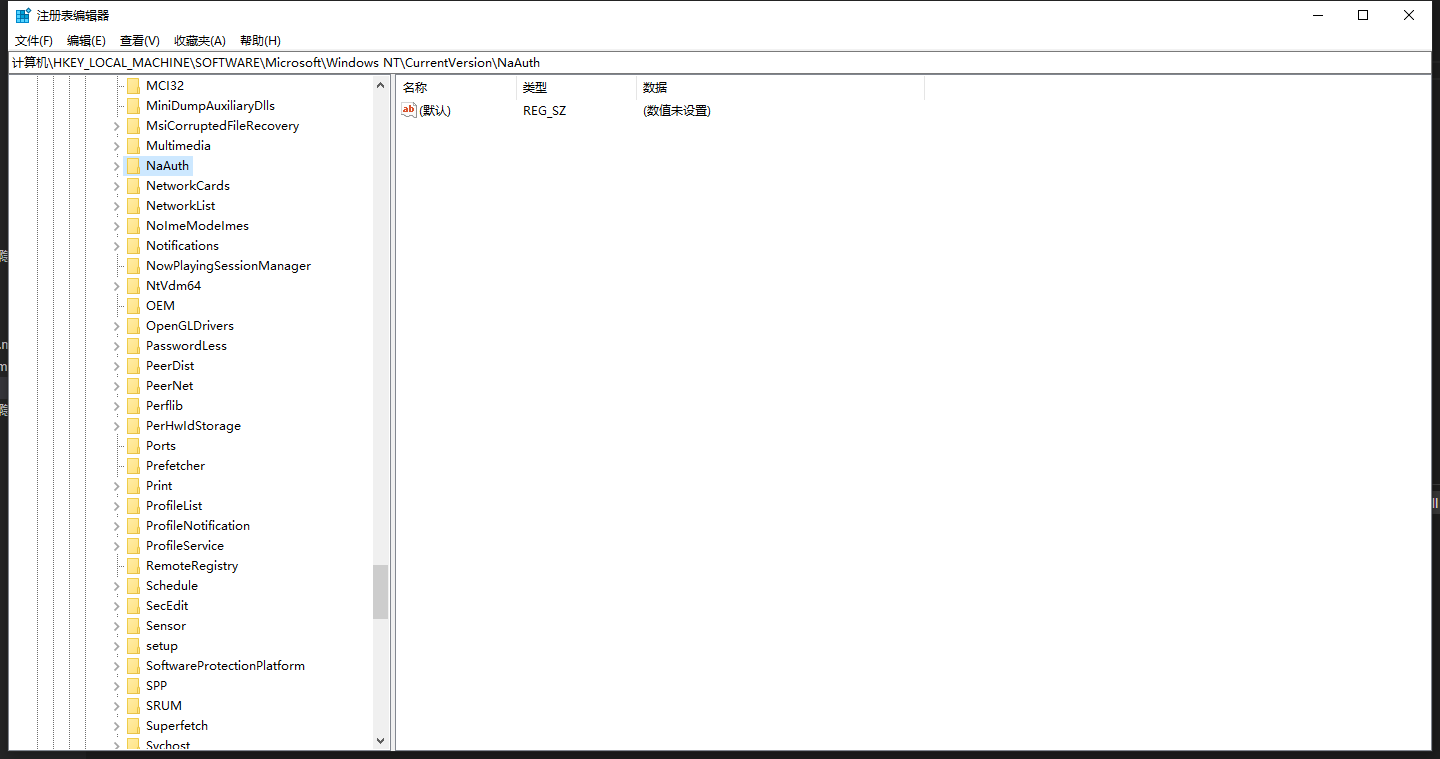 注册表编辑器
文件(F) 编辑(E) 查看(V) 收藏夹(A) 帮助(H)
计算机\HKEY_LOCAL_MACHINE\SOFTWARE\Microsoft\Windows NT\CurrentVersion\NaAuth
MCI32
MiniDumpAuxiliaryDlls
MsiCorruptedFileRecovery
Multimedia
NaAuth
NetworkCards
NetworkList
NoImeModeImes
Notifications
NowPlayingSessionManager
NtVdm64
OEM
OpenGLDrivers
PasswordLess
PeerDist
PeerNet
Perflib
PerHwIdStorage
Ports
Prefetcher
Print
ProfileList
ProfileNotification
ProfileService
RemoteRegistry
Schedule
SecEdit
Sensor
setup
SoftwareProtectionPlatform
SPP
SRUM
Superfetch
Svchost
名称 类型 数据
ab (默认) REG_SZ (数值未设置)